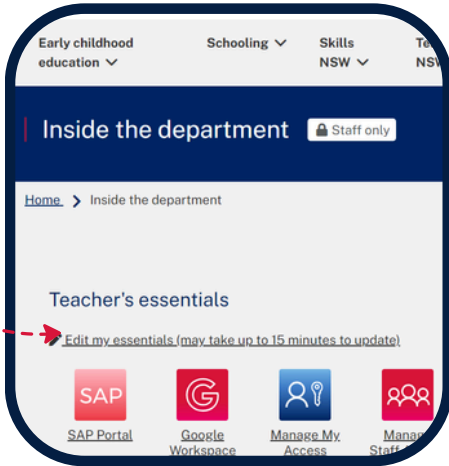 Early childhood education
Schooling
Skills NSW
Inside the department
Staff only
Home
Inside the department
Teacher's essentials
Edit my essentials (may take up to 15 minutes to update)
SAP
G
SAP Portal
Google Workspace
Manage My Access
Staff